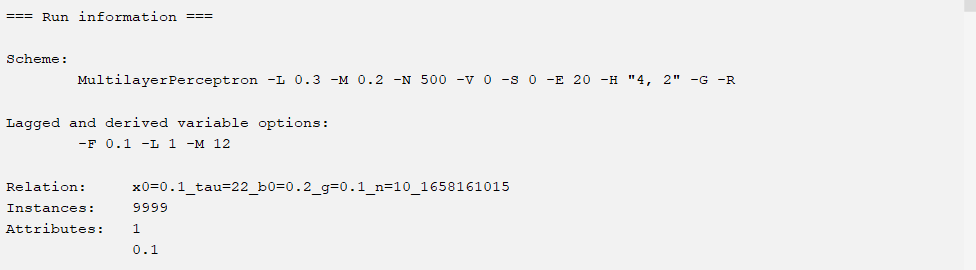 === Run information ===
Scheme:
MultilayerPerceptron -L 0.3 -M 0.2 -N 500 -V 0 -S 0 -E 20 -H "4, 2" -G -R
Lagged and derived variable options:
-F 0.1 -L 1 -M 12
Relation: x0=0.1_tau=22_b0=0.2_g=0.1_n=10_1658161015
Instances: 9999
Attributes: 1
0.1